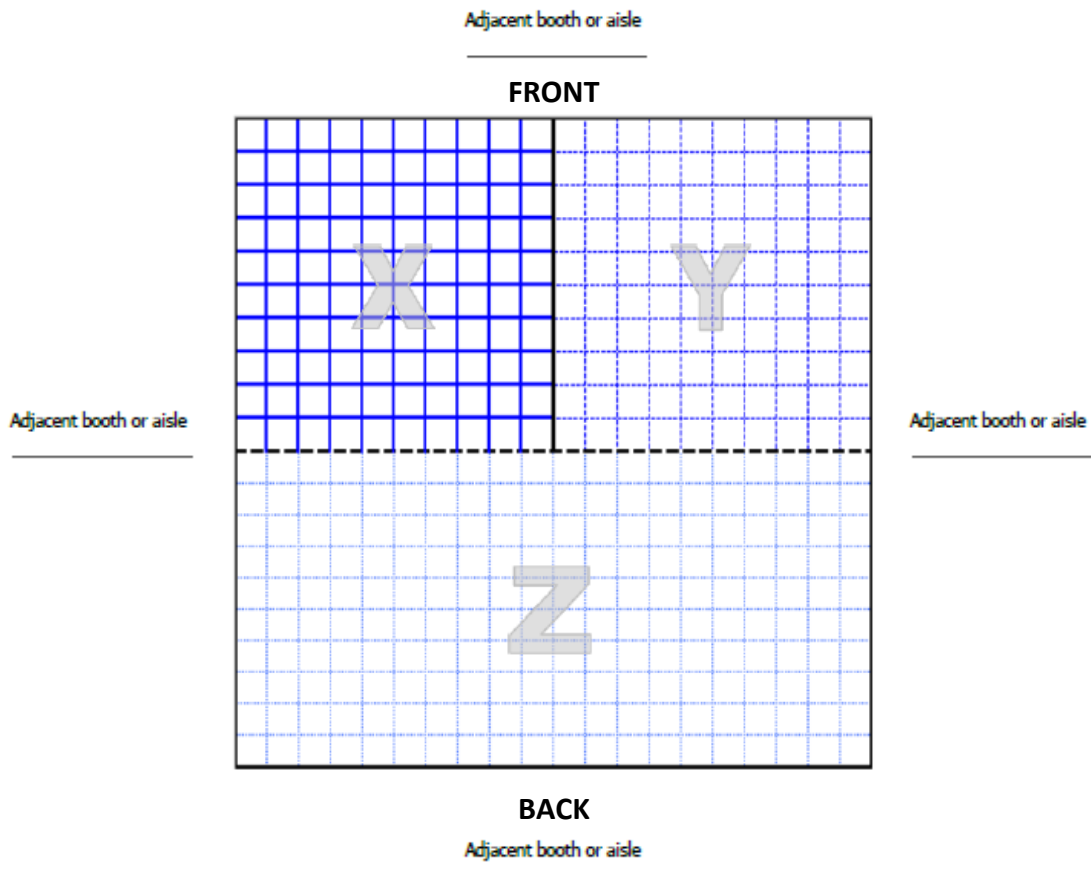 Adjacent booth or aisle
FRONT
X
Y
Adjacent booth or aisle
Adjacent booth or aisle
Z
BACK
Adjacent booth or aisle